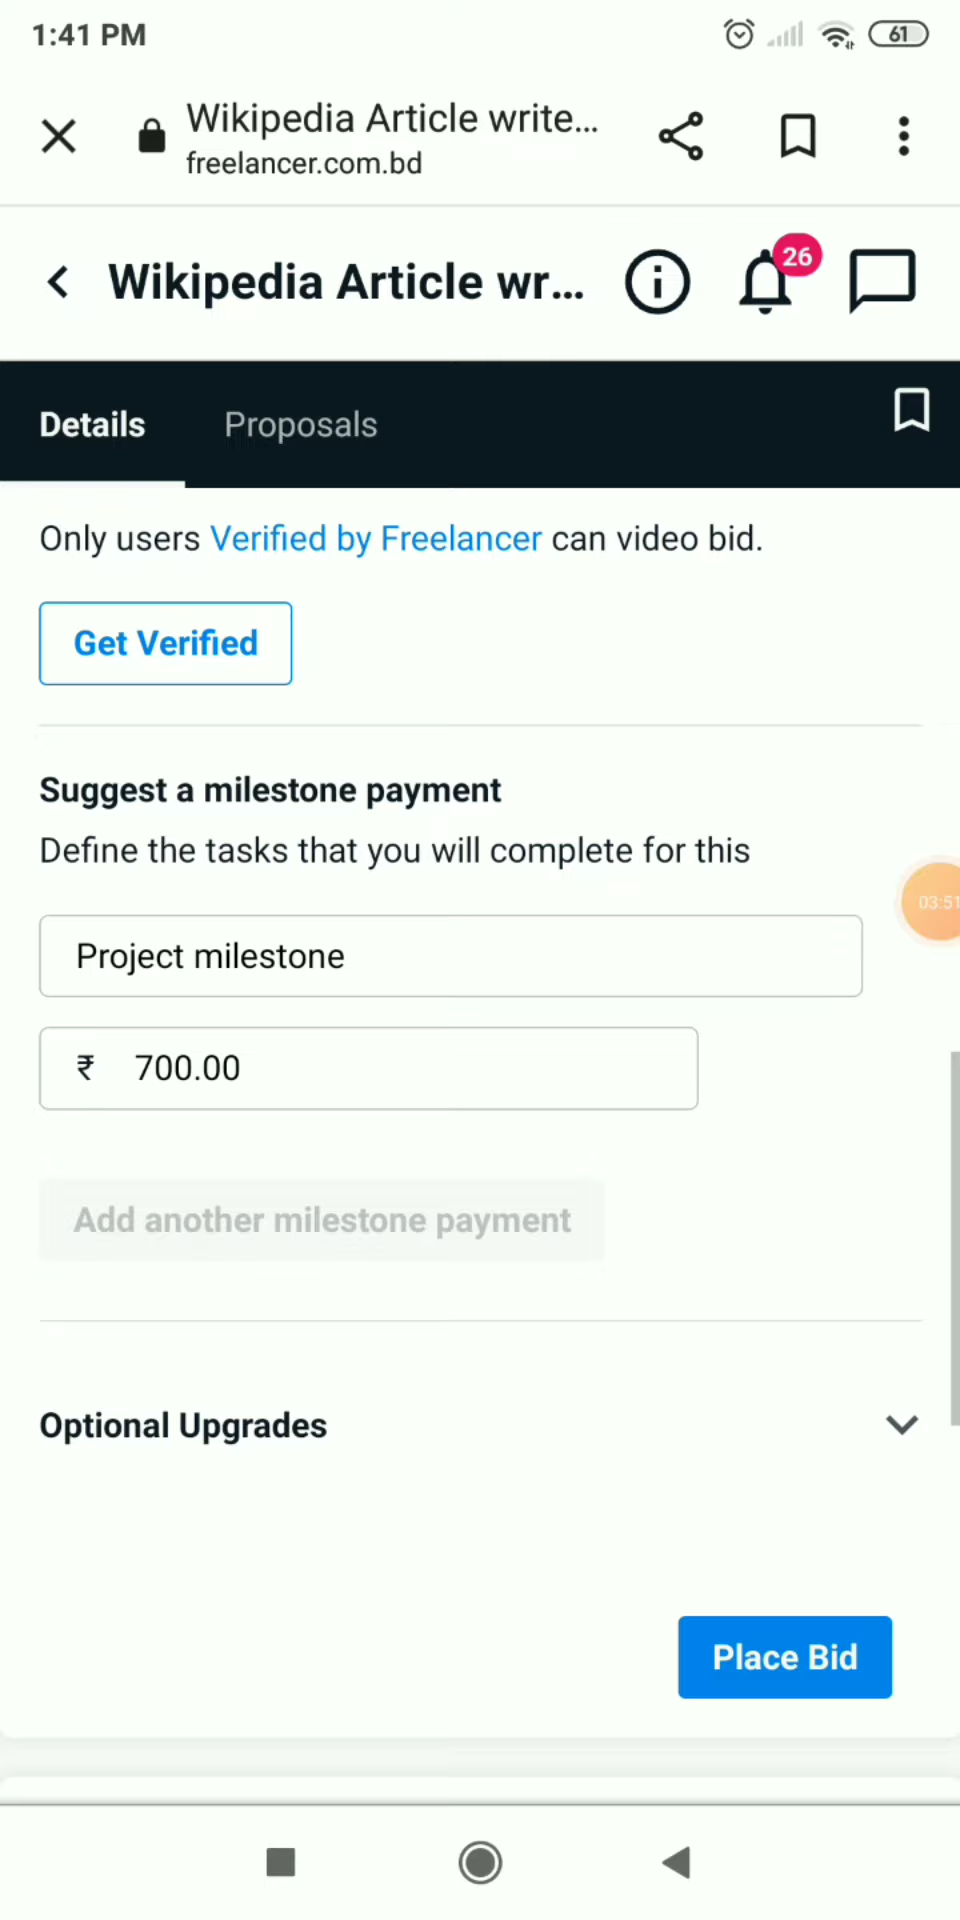 1:41 PM
61
Wikipedia Article write...
freelancer.com.bd
Wikipedia Article wr...
26
Details
Proposals
Only users Verified by Freelancer can video bid.
Get Verified
Suggest a milestone payment
Define the tasks that you will complete for this
Project milestone
03:51
₹ 700.00
Add another milestone payment
Optional Upgrades
Place Bid